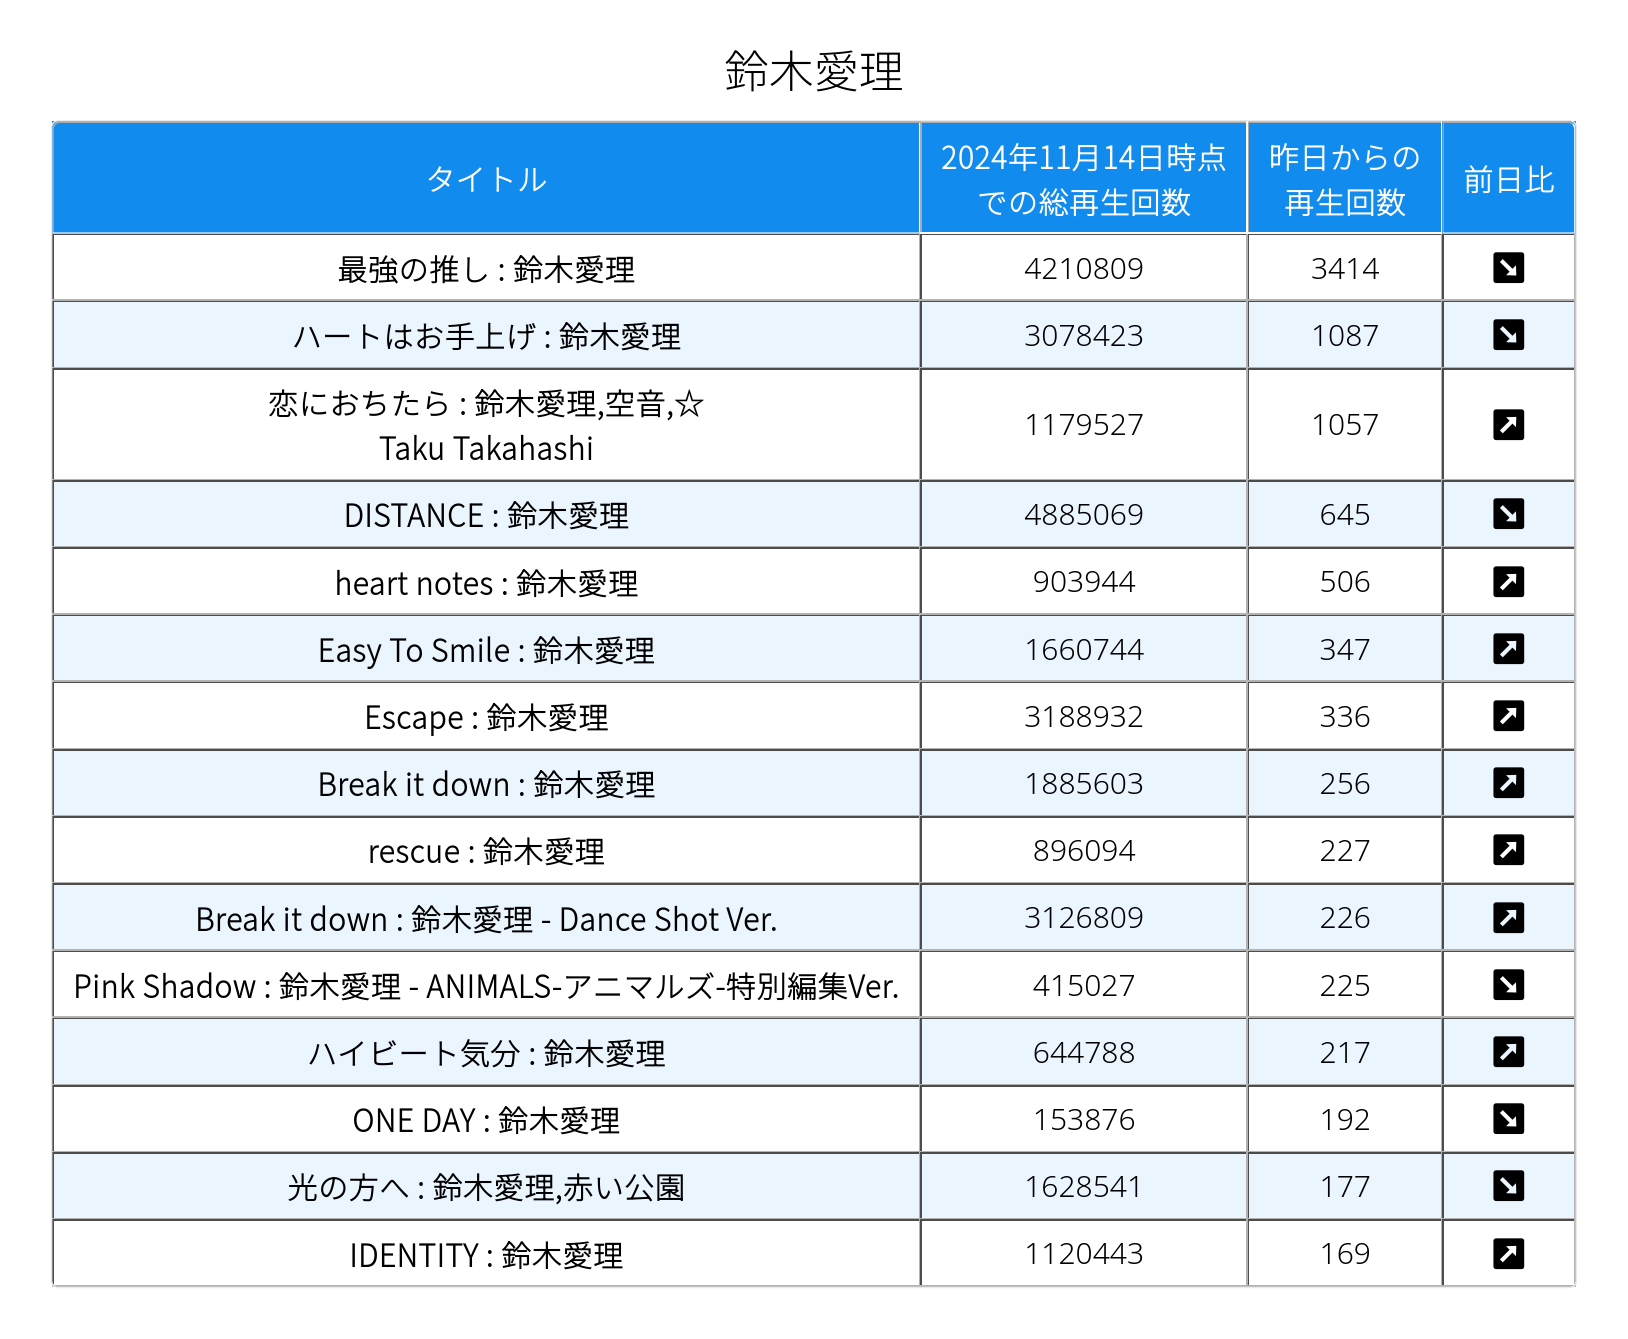 鈴木愛理
タイトル 2024年11月14日時点 昨日からの 前日比
での総再生回数 再生回数
最強の推し : 鈴木愛理 4210809 3414 ↘
ハートはお手上げ : 鈴木愛理 3078423 1087 ↘
恋におちたら : 鈴木愛理,空音,☆
Taku Takahashi 1179527 1057 ↗
DISTANCE : 鈴木愛理 4885069 645 ↘
heart notes : 鈴木愛理 903944 506 ↗
Easy To Smile : 鈴木愛理 1660744 347 ↗
Escape : 鈴木愛理 3188932 336 ↗
Break it down : 鈴木愛理 1885603 256 ↗
rescue : 鈴木愛理 896094 227 ↗
Break it down : 鈴木愛理 - Dance Shot Ver. 3126809 226 ↗
Pink Shadow : 鈴木愛理 - ANIMALS-アニマルズ-特別編集Ver. 415027 225 ↘
ハイビート気分 : 鈴木愛理 644788 217 ↗
ONE DAY : 鈴木愛理 153876 192 ↘
光の方へ : 鈴木愛理,赤い公園 1628541 177 ↘
IDENTITY : 鈴木愛理 1120443 169 ↗